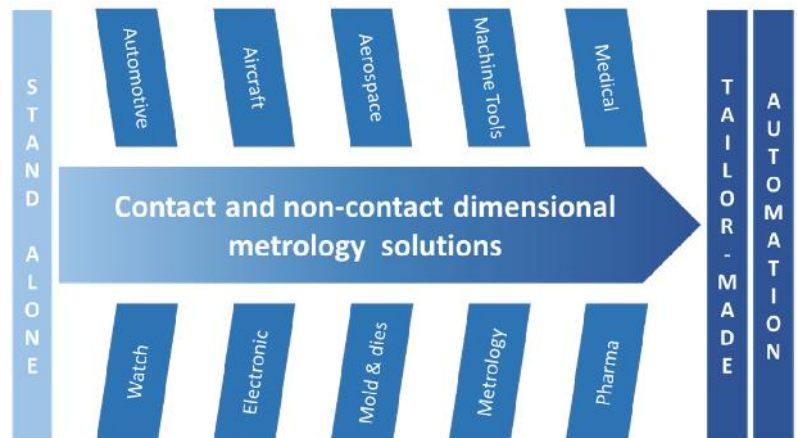 STAND ALONE
Automotive
Aircraft
Aerospace
Machine Tools
Medical
Contact and non-contact dimensional
metrology solutions
Watch
Electronic
Mold & dies
Metrology
Pharma
TAILOR-MADE
AUTOMATION